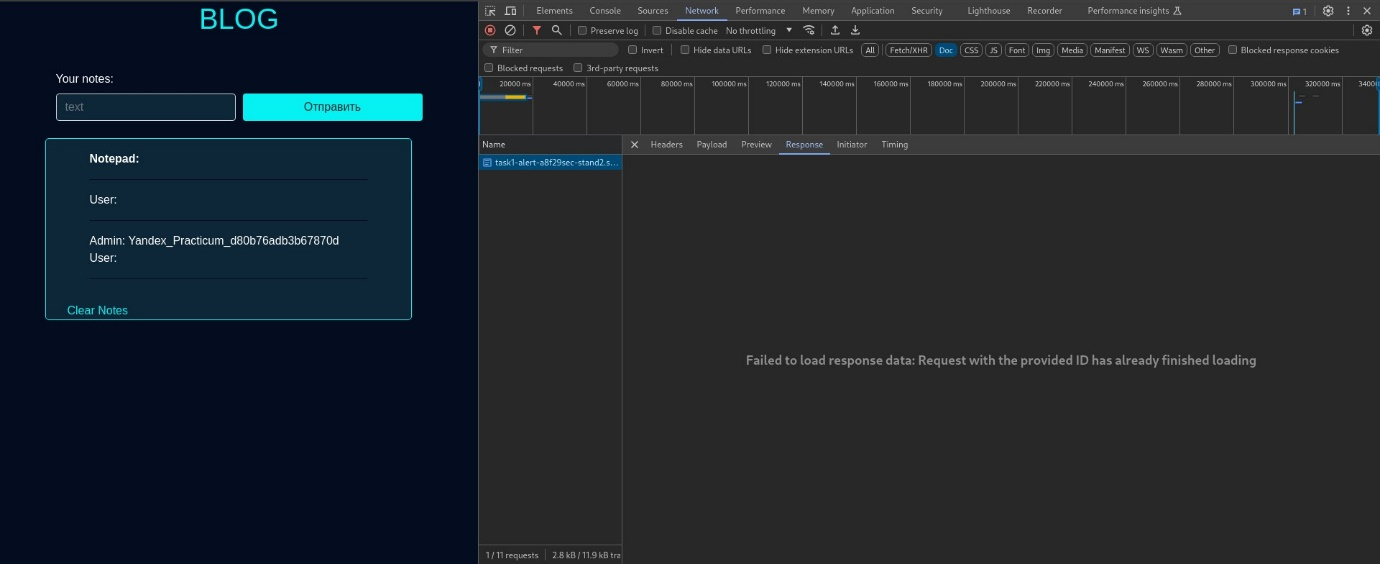 BLOG
Your notes:
text
Отправить
Notepad:
User:
Admin: Yandex_Practicum_d80b76adb3b67870d
User:
Clear Notes
Elements Console Sources Network Performance Memory Application Security Lighthouse Recorder Performance insights 1
Preserve log Disable cache No throttling
Filter Invert Hide data URLs Hide extension URLs All Fetch/XHR Doc CSS JS Font Img Media Manifest WS Wasm Other Blocked response cookies
Blocked requests 3rd-party requests
20000 ms 40000 ms 60000 ms 80000 ms 100000 ms 120000 ms 140000 ms 160000 ms 180000 ms 200000 ms 220000 ms 240000 ms 260000 ms 280000 ms 300000 ms 320000 ms 34000
Name Headers Payload Preview Response Initiator Timing
task1-alert-a8f29sec-stand2.s...
Failed to load response data: Request with the provided ID has already finished loading
1 / 11 requests 2.8 kB / 11.9 kB tra